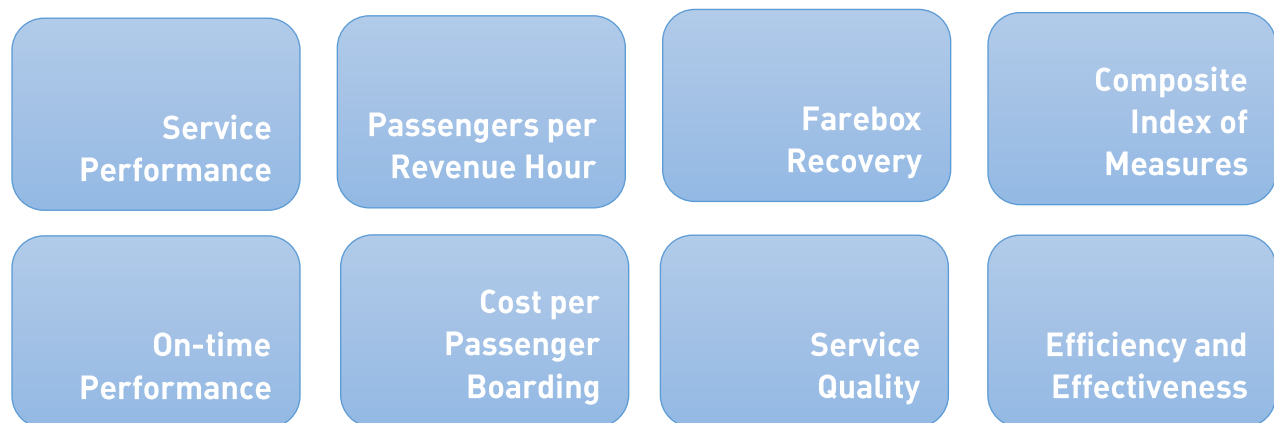 Service
Performance
Passengers per
Revenue Hour
Farebox
Recovery
Composite
Index of
Measures
On-time
Performance
Cost per
Passenger
Boarding
Service
Quality
Efficiency and
Effectiveness